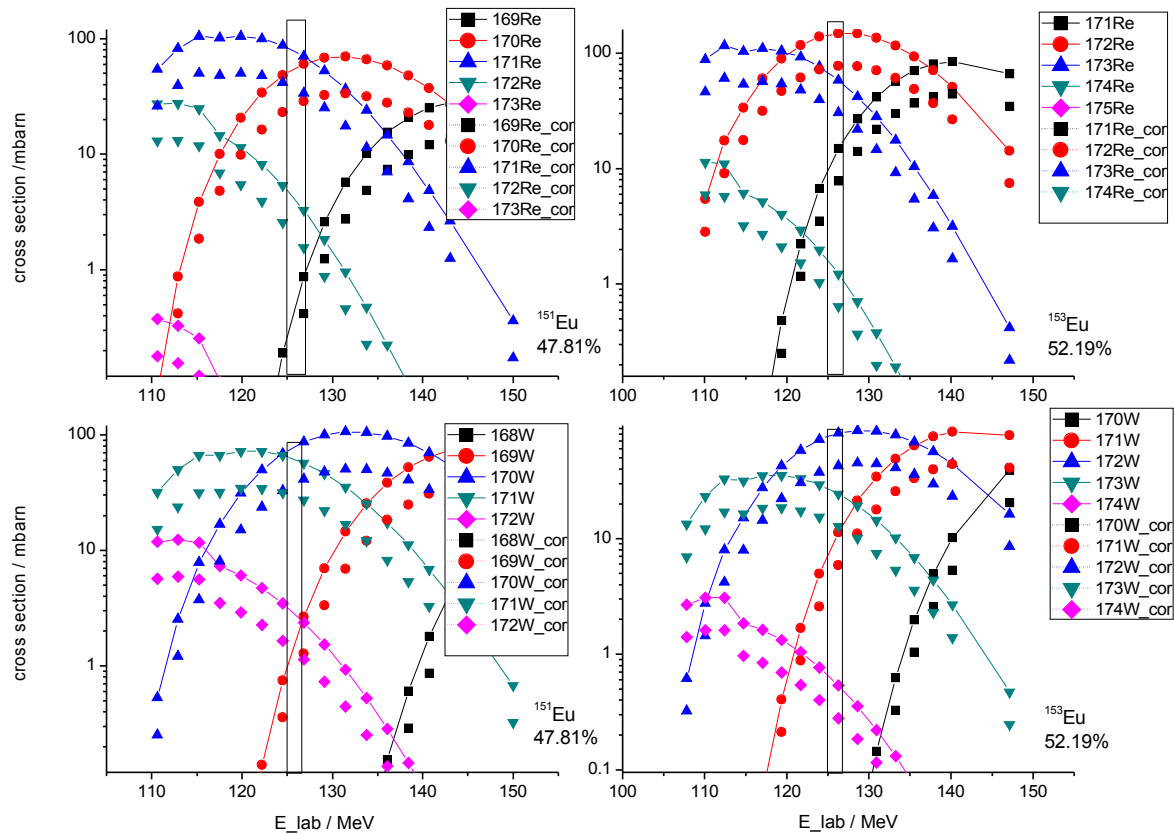 cross section /mbarn
100
10
1
110
120
130
140
150
169Re
170Re
171Re
172Re
173Re
169Re_cor
170Re_cor
171Re_cor
172Re_cor
173Re_cor
151Eu
47.81%
100
10
1
110
120
130
140
150
171Re
172Re
173Re
174Re
175Re
171Re_cor
172Re_cor
173Re_cor
174Re_cor
153Eu
52.19%
cross section / mbarn
100
10
1
110
120
130
140
150
E_lab / MeV
168W
169W
170W
171W
172W
168W_cor
169W_cor
170W_cor
171W_cor
172W_cor
151Eu
47.81%
10
1
0.1
100
110
120
130
140
150
E_lab / MeV
170W
171W
172W
173W
174W
170W_cor
171W_cor
172W_cor
173W_cor
174W_cor
153Eu
52.19%